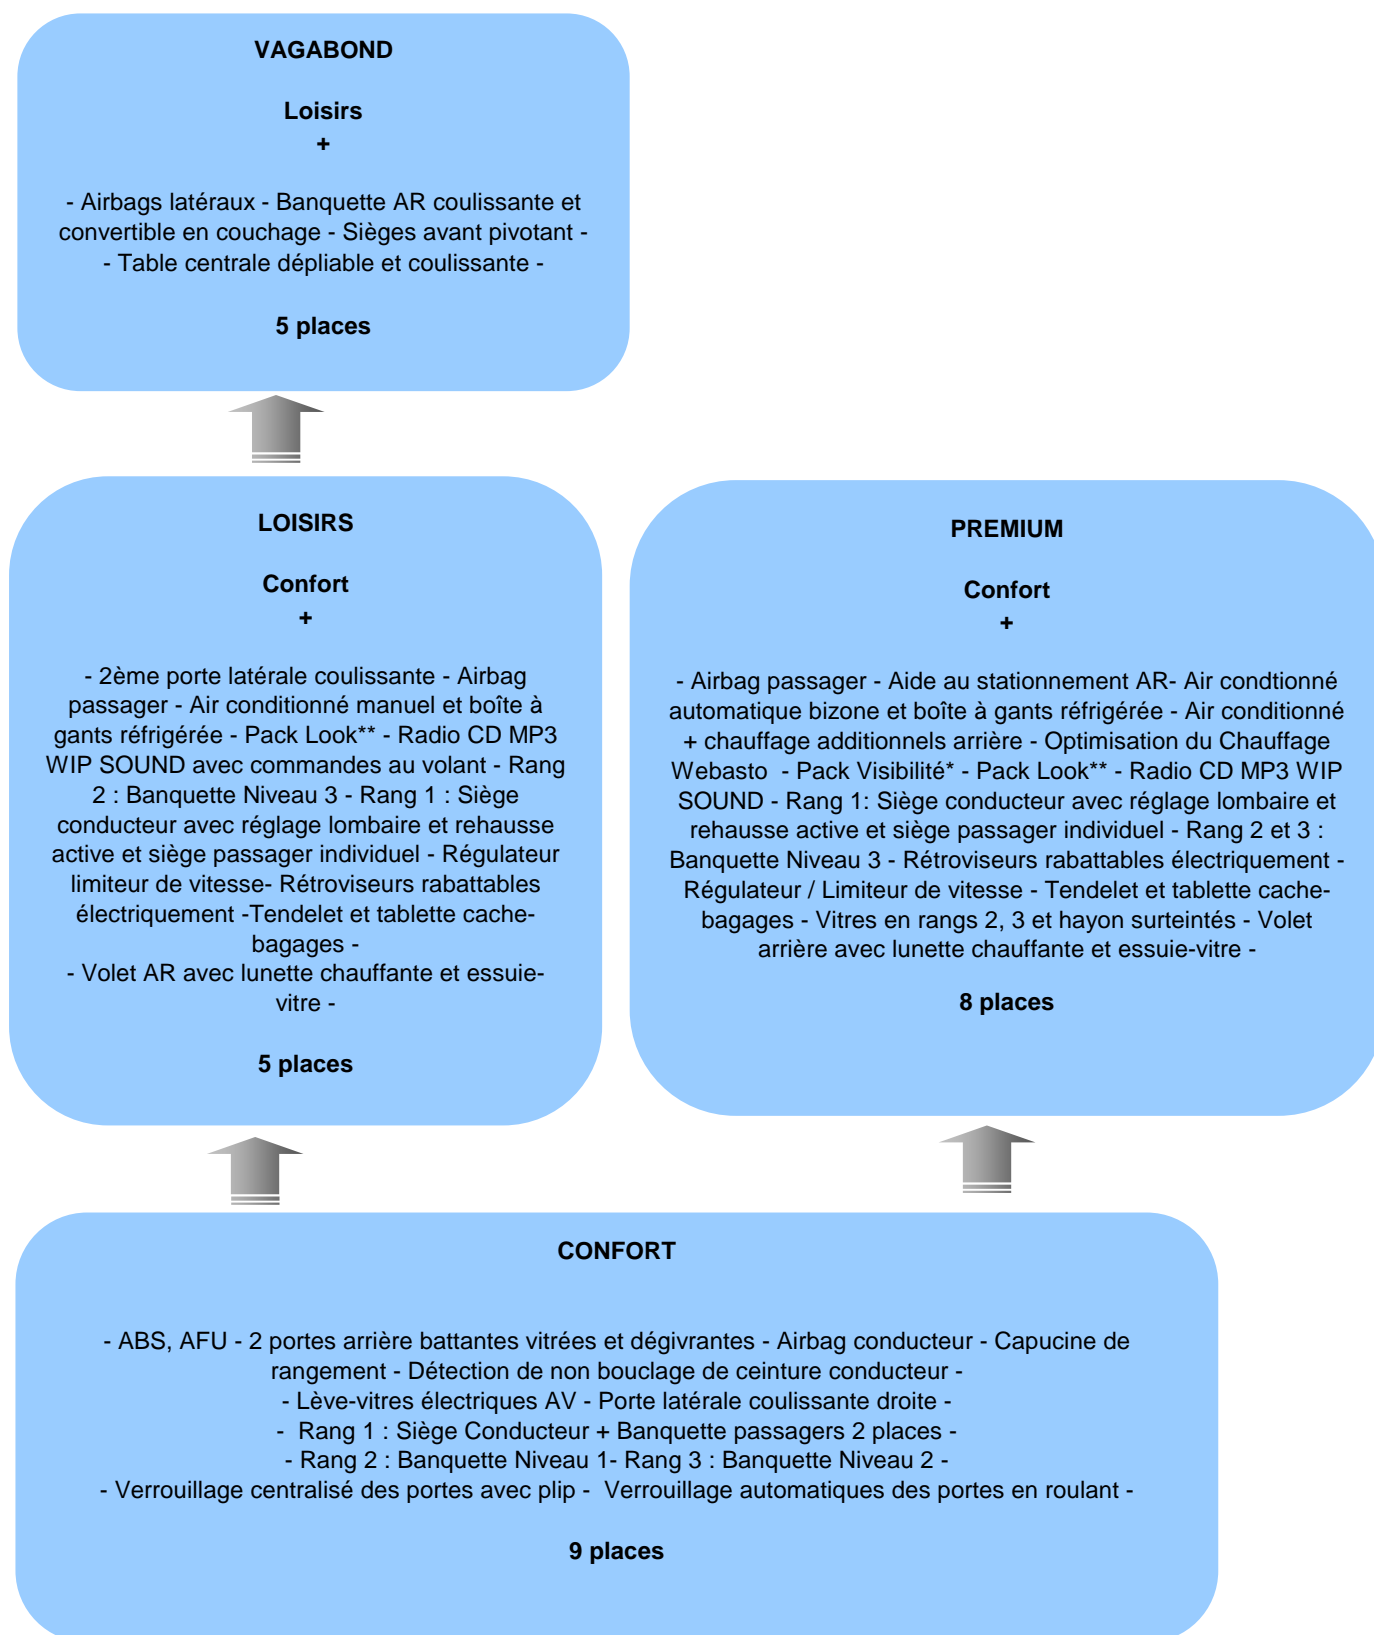 VAGABOND
Loisirs
+
- Airbags latéraux - Banquette AR coulissante et
convertible en couchage - Sièges avant pivotant -
- Table centrale dépliable et coulissante -
5 places
LOISIRS
Confort
+
- 2ème porte latérale coulissante - Airbag
passager - Air conditionné manuel et boîte à
gants réfrigérée - Pack Look** - Radio CD MP3
WIP SOUND avec commandes au volant - Rang
2 : Banquette Niveau 3 - Rang 1 : Siège
conducteur avec réglage lombaire et rehausse
active et siège passager individuel - Régulateur
limiteur de vitesse- Rétroviseurs rabattables
électriquement -Tendelet et tablette cache-
bagages -
- Volet AR avec lunette chauffante et essuie-
vitre -
5 places
PREMIUM
Confort
+
- Airbag passager - Aide au stationnement AR- Air condtionné
automatique bizone et boîte à gants réfrigérée - Air conditionné
+ chauffage additionnels arrière - Optimisation du Chauffage
Webasto  - Pack Visibilité* - Pack Look** - Radio CD MP3 WIP
SOUND - Rang 1: Siège conducteur avec réglage lombaire et
rehausse active et siège passager individuel - Rang 2 et 3 :
Banquette Niveau 3 - Rétroviseurs rabattables électriquement -
Régulateur / Limiteur de vitesse - Tendelet et tablette cache-
bagages - Vitres en rangs 2, 3 et hayon surteintés - Volet
arrière avec lunette chauffante et essuie-vitre -
8 places
CONFORT
- ABS, AFU - 2 portes arrière battantes vitrées et dégivrantes - Airbag conducteur - Capucine de
rangement - Détection de non bouclage de ceinture conducteur -
- Lève-vitres électriques AV - Porte latérale coulissante droite -
-  Rang 1 : Siège Conducteur + Banquette passagers 2 places -
- Rang 2 : Banquette Niveau 1- Rang 3 : Banquette Niveau 2 -
- Verrouillage centralisé des portes avec plip -  Verrouillage automatiques des portes en roulant -
9 places